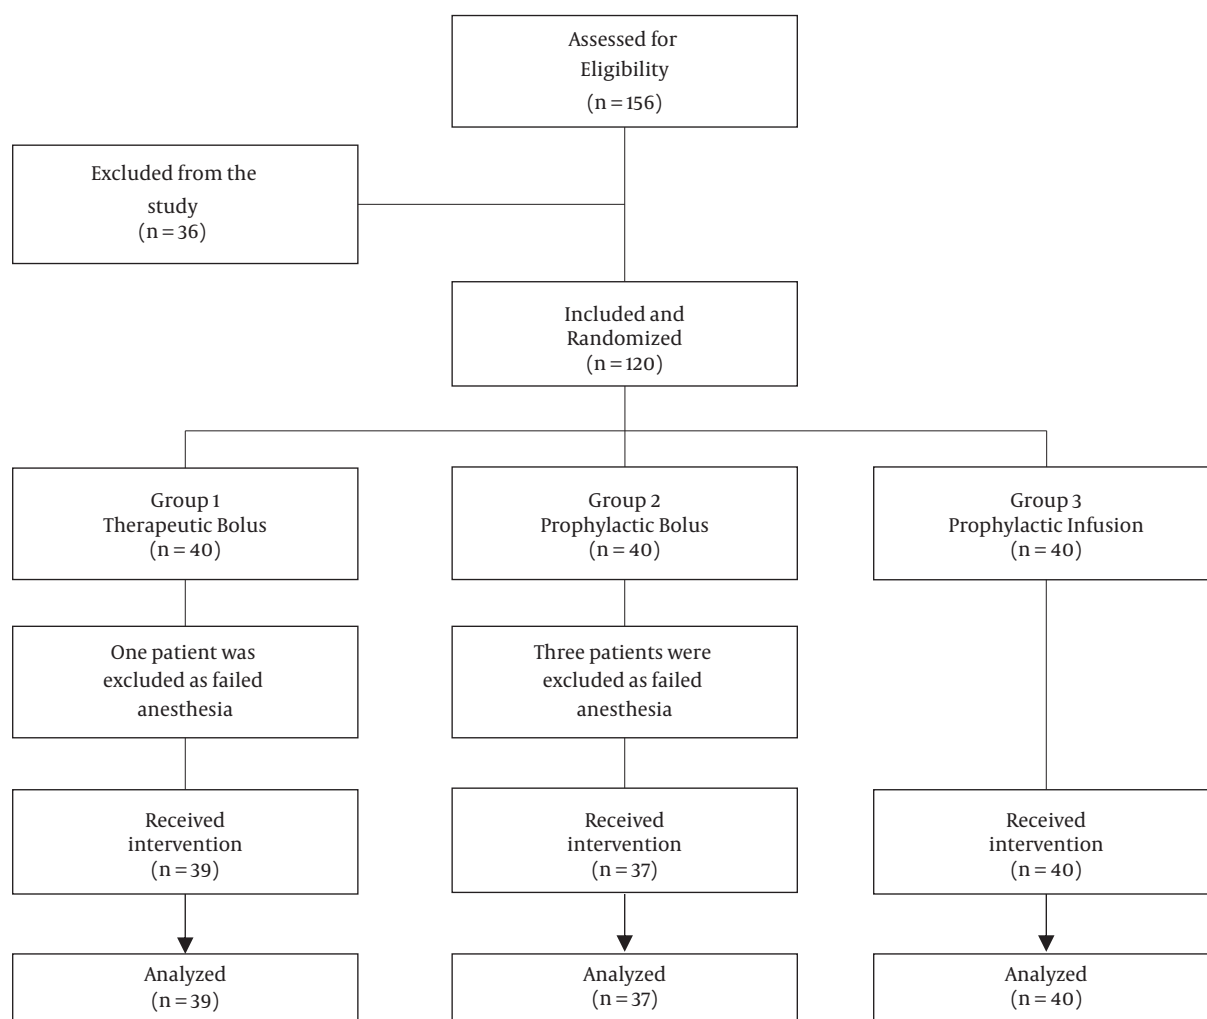 Assessed for
Eligibility
(n = 156)
Excluded from the
study
(n = 36)
Included and
Randomized
(n = 120)
Group 1
Therapeutic Bolus
(n = 40)
Group 2
Prophylactic Bolus
(n = 40)
Group 3
Prophylactic Infusion
(n = 40)
One patient was
excluded as failed
anesthesia
Three patients were
excluded as failed
anesthesia
Received
intervention
(n = 39)
Received
intervention
(n = 37)
Received
intervention
(n = 40)
Analyzed
(n = 39)
Analyzed
(n = 37)
Analyzed
(n = 40)